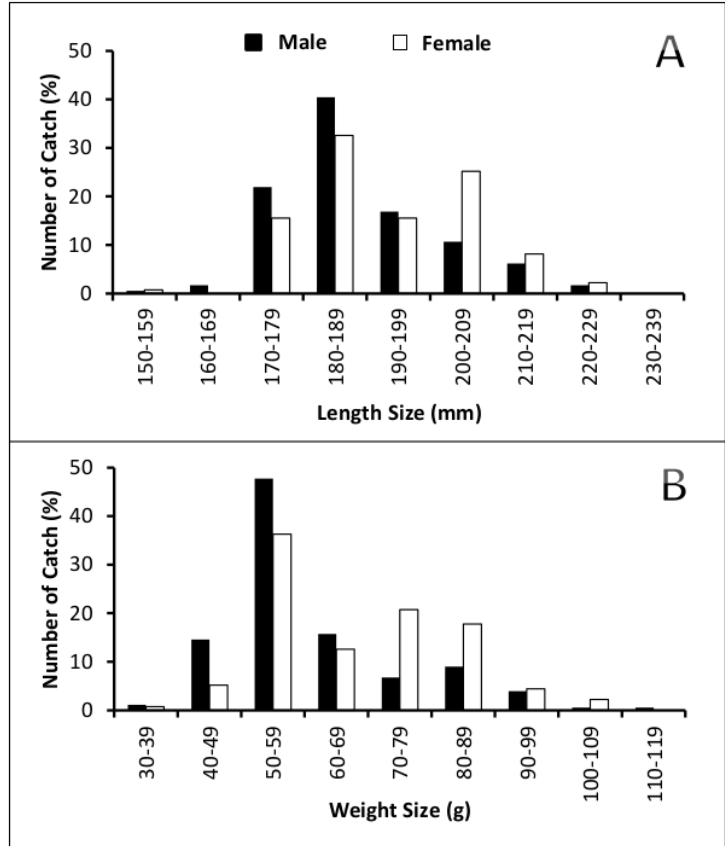 Male Female
A
Number of Catch (%)
50
40
30
20
10
0
150-159 160-169 170-179 180-189 190-199 200-209 210-219 220-229 230-239
Length Size (mm)
B
Number of Catch (%)
50
40
30
20
10
0
30-39 40-49 50-59 60-69 70-79 80-89 90-99 100-109 110-119
Weight Size (g)